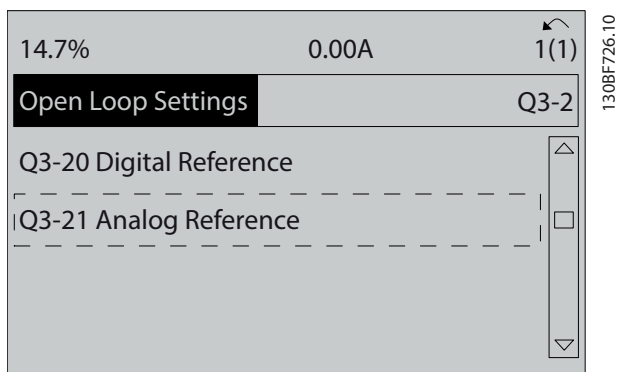 14.7% 0.00A 1(1)
Open Loop Settings Q3-2
Q3-20 Digital Reference
Q3-21 Analog Reference
130BF726.10